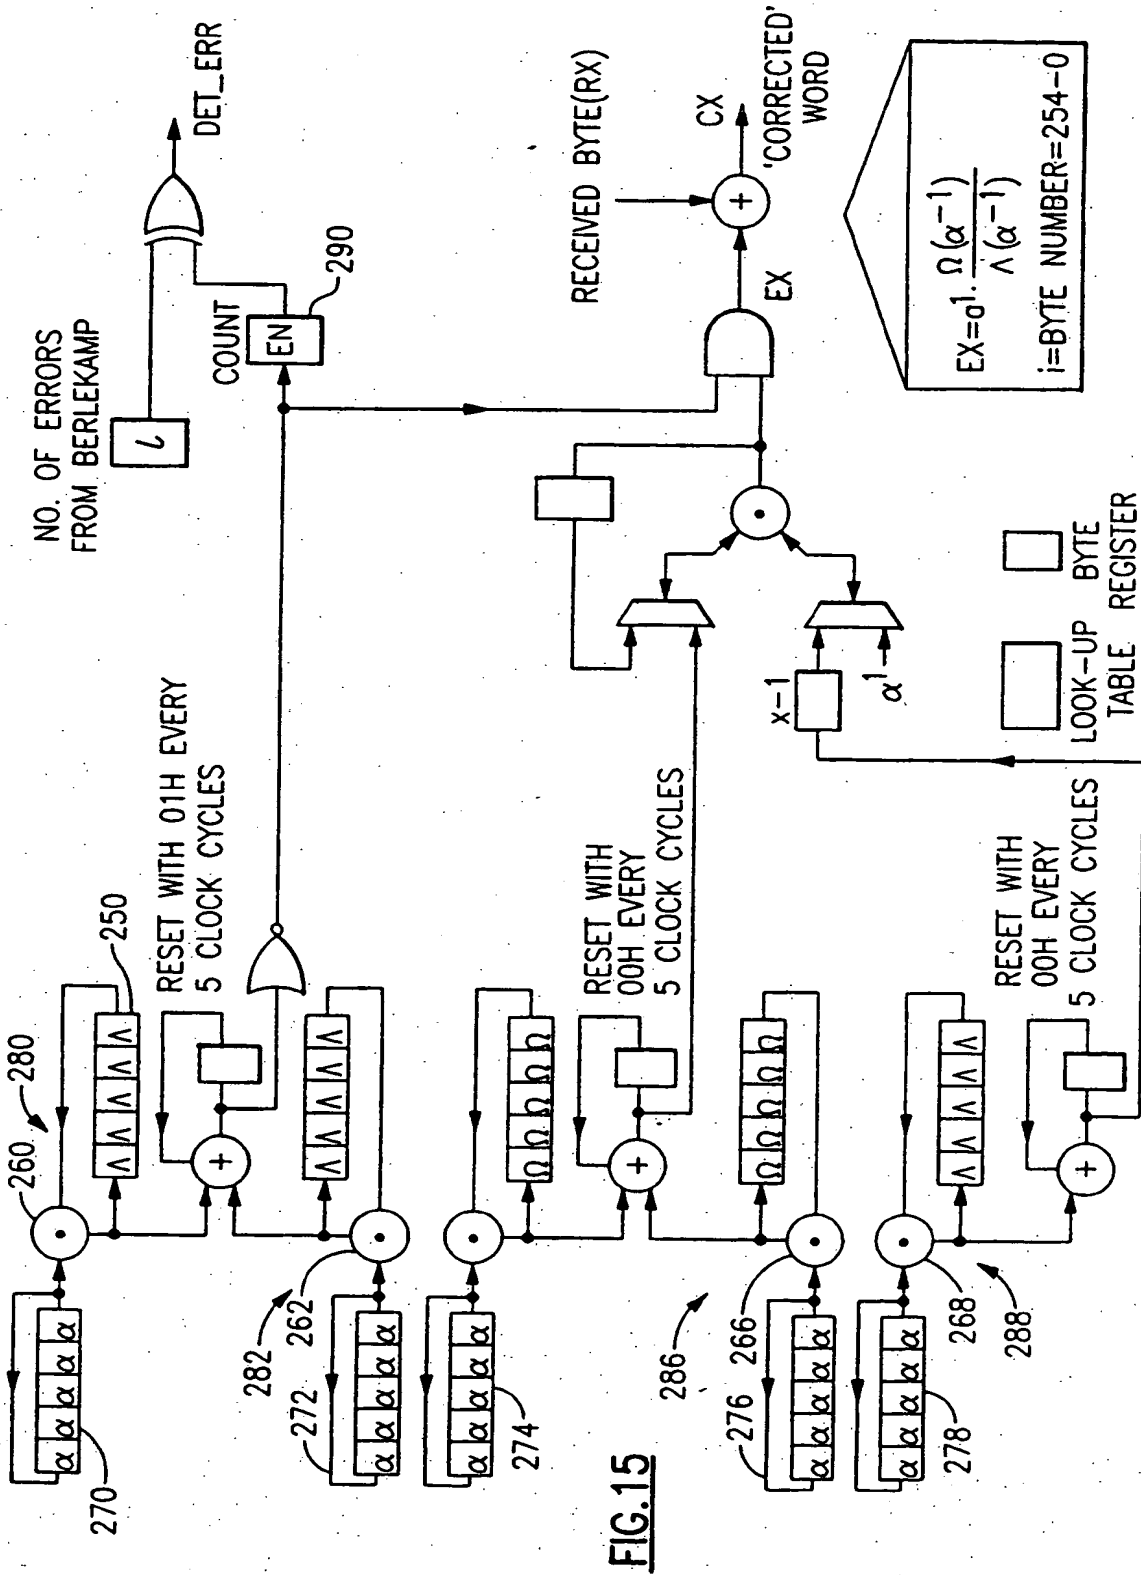 260
280
250
270
α α α α α
Λ Λ Λ Λ Λ
RESET WITH 01H EVERY
5 CLOCK CYCLES
+
282
262
272
α α α α α
Λ Λ Λ Λ Λ
274
α α α α α
Ω Ω Ω Ω Ω
RESET WITH
00H EVERY
5 CLOCK CYCLES
+
286
266
276
α α α α α
Ω Ω Ω Ω Ω
278
268
288
α α α α α
Λ Λ Λ Λ Λ
RESET WITH
00H EVERY
5 CLOCK CYCLES
+
NO. OF ERRORS
FROM BERLEKAMP
l
COUNT
EN
290
DET_ERR
x-1
α1
RECEIVED BYTE(RX)
EX
+
CX
'CORRECTED'
WORD
LOOK-UP
TABLE
BYTE
REGISTER
EX=a1. Ω(α-1)
Λ(α-1)
i=BYTE NUMBER=254-0
FIG.15